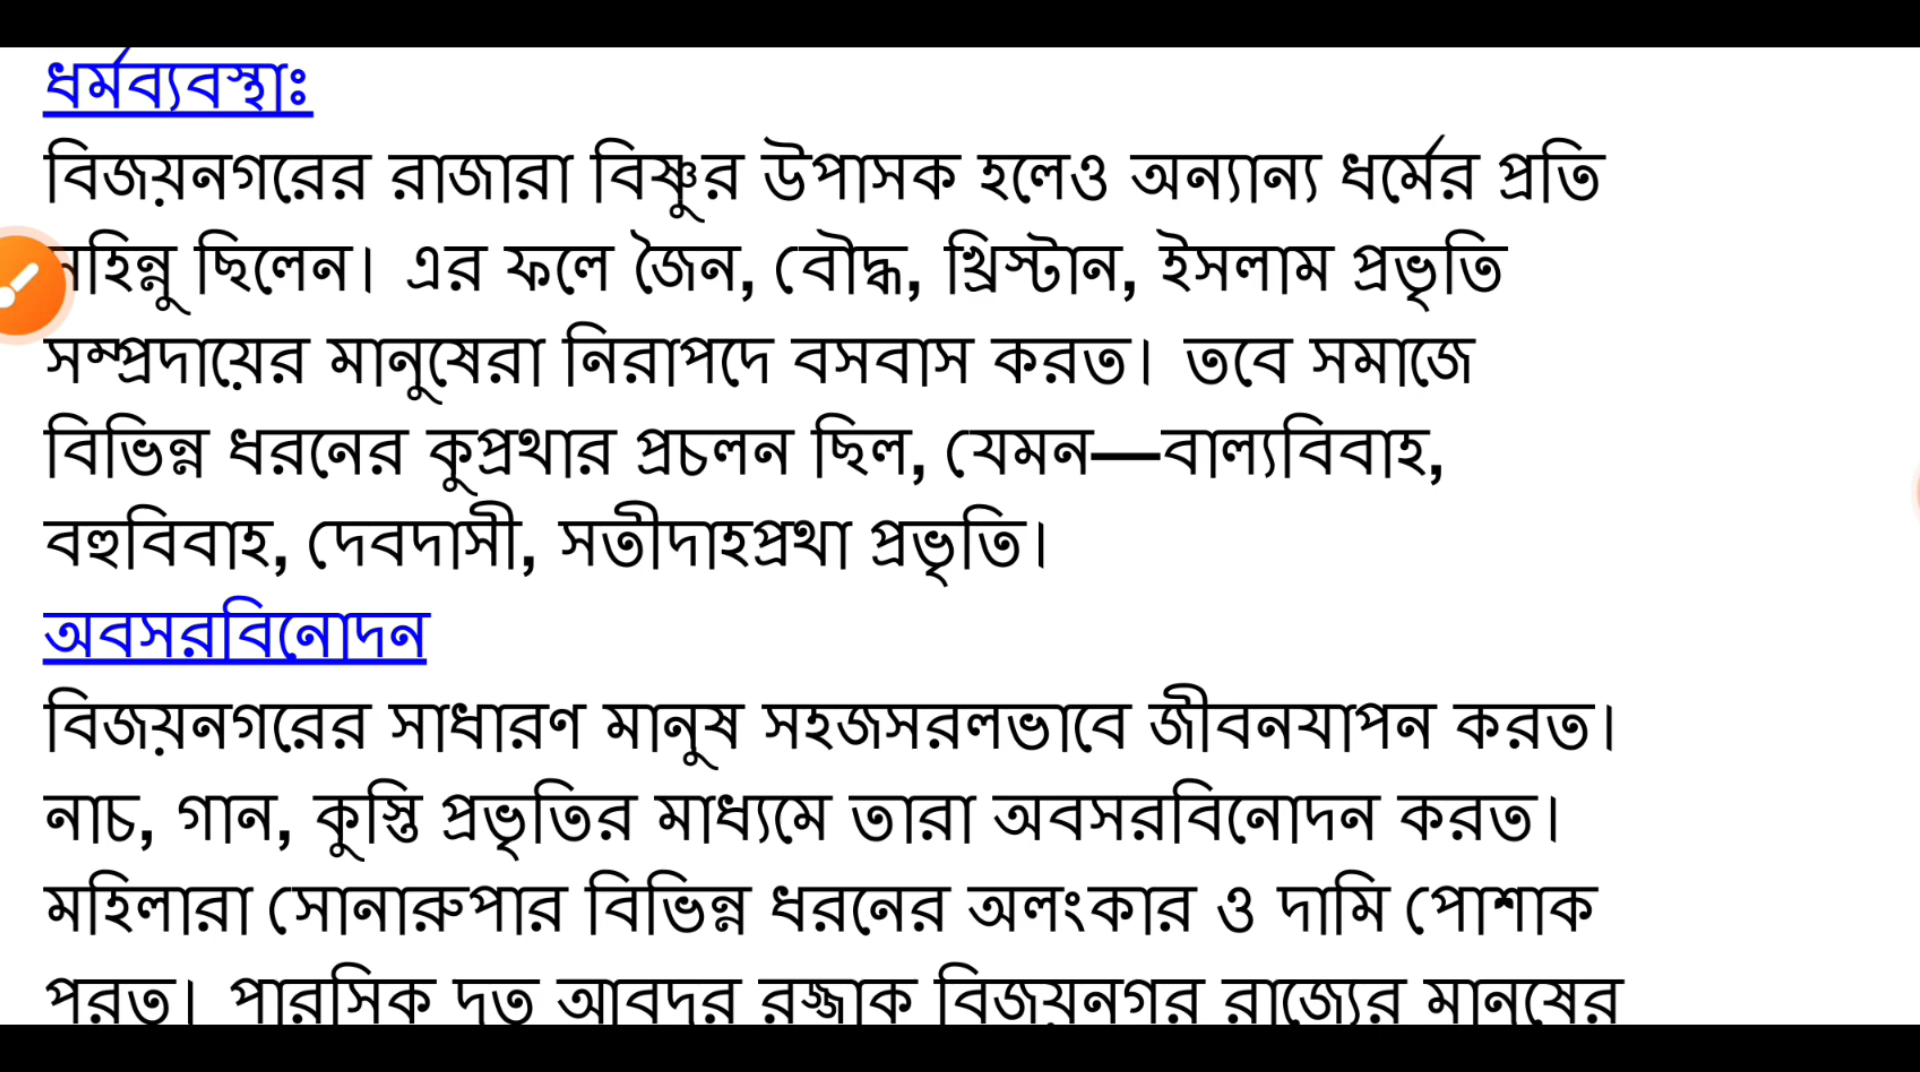 ধর্মব্যবস্থাঃ
বিজয়নগরের রাজারা বিষ্ণুর উপাসক হলেও অন্যান্য ধর্মের প্রতি
ছিলেন। এর ফলে জৈন, বৌদ্ধ, খ্রিস্টান, ইসলাম প্রভৃতি
সম্প্রদায়ের মানুষেরা নিরাপদে বসবাস করত। তবে সমাজে
বিভিন্ন ধরনের কুপ্রথার প্রচলন ছিল, যেমন—বাল্যবিবাহ,
বহুবিবাহ, দেবদাসী, সতীদাহপ্রথা প্রভৃতি।
অবসরবিনোদন
বিজয়নগরের সাধারণ মানুষ সহজসরলভাবে জীবনযাপন করত।
নাচ, গান, কুস্তি প্রভৃতির মাধ্যমে তারা অবসরবিনোদন করত।
মহিলারা সোনারুপার বিভিন্ন ধরনের অলংকার ও দামি পোশাক
পরত। পারসিক দূত আবদুর রজ্জাক বিজয়নগর রাজ্যের মানুষের